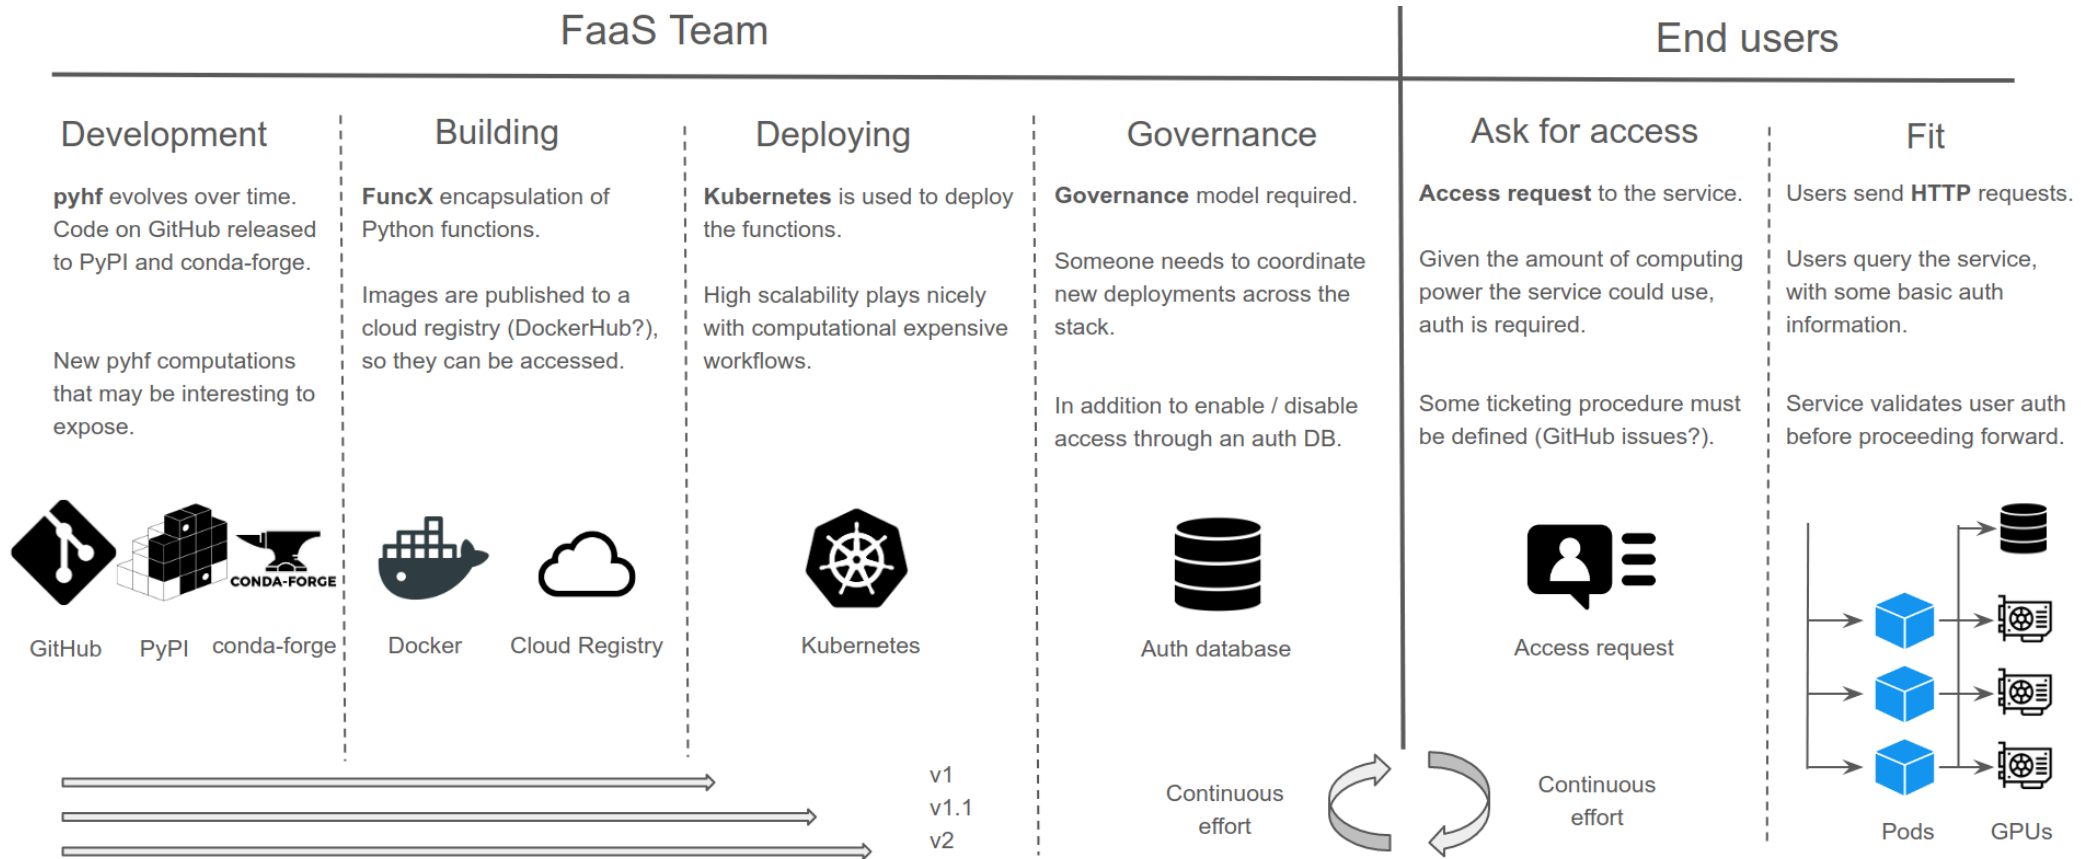 FaaS Team
End users
Development
pyhf evolves over time.
Code on GitHub released
to PyPI and conda-forge.
New pyhf computations
that may be interesting to
expose.
CONDA-FORGE
GitHub
PyPI
conda-forge
Building
FuncX encapsulation of
Python functions.
Images are published to a
cloud registry (DockerHub?),
so they can be accessed.
Docker
Cloud Registry
Deploying
Kubernetes is used to deploy
the functions.
High scalability plays nicely
with computational expensive
workflows.
Kubernetes
v1
v1.1
v2
Governance
Governance model required.
Someone needs to coordinate
new deployments across the
stack.
In addition to enable / disable
access through an auth DB.
Auth database
Continuous
effort
Ask for access
Access request to the service.
Given the amount of computing
power the service could use,
auth is required.
Some ticketing procedure must
be defined (GitHub issues?).
Access request
Continuous
effort
Fit
Users send HTTP requests.
Users query the service,
with some basic auth
information.
Service validates user auth
before proceeding forward.
Pods
GPUs